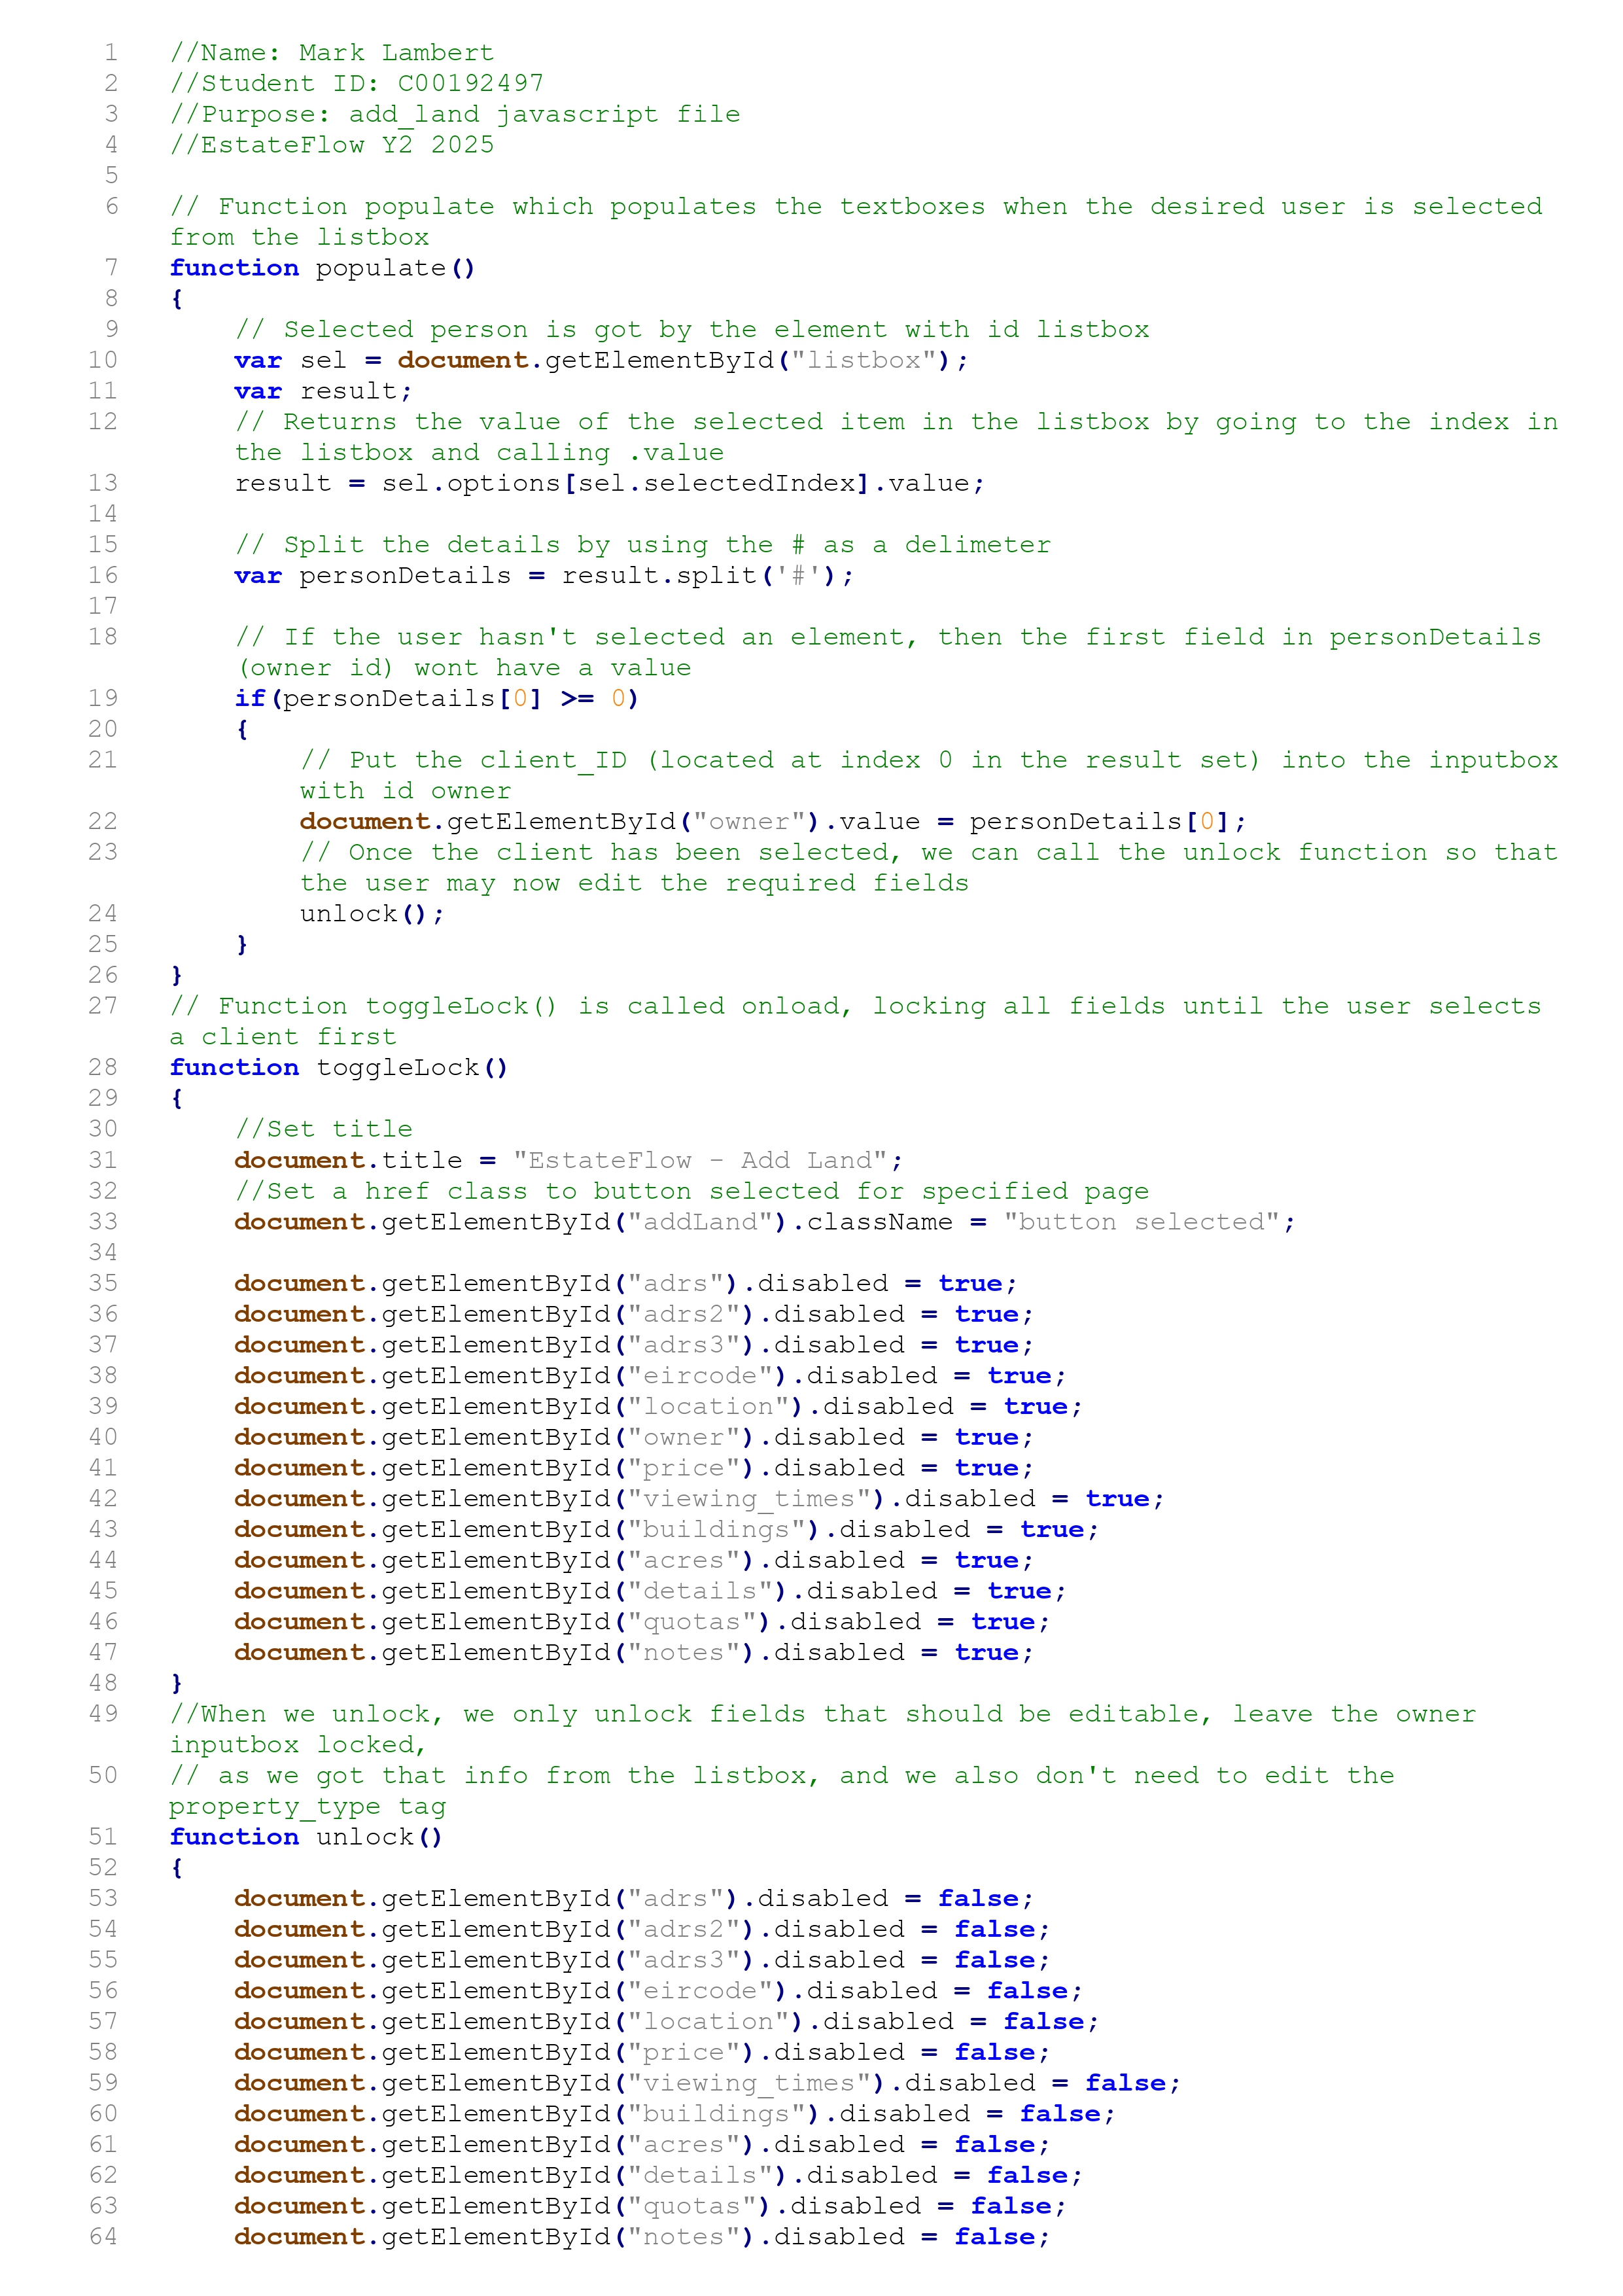 1 //Name: Mark Lambert
2 //Student ID: C00192497
3 //Purpose: add_land javascript file
4 //EstateFlow Y2 2025
5
6 // Function populate which populates the textboxes when the desired user is selected
from the listbox
7 function populate()
8 {
9 // Selected person is got by the element with id listbox
10 var sel = document.getElementById("listbox");
11 var result;
12 // Returns the value of the selected item in the listbox by going to the index in
the listbox and calling .value
13 result = sel.options[sel.selectedIndex].value;
14
15 // Split the details by using the # as a delimeter
16 var personDetails = result.split('#');
17
18 // If the user hasn't selected an element, then the first field in personDetails
(owner id) wont have a value
19 if(personDetails[0] >= 0)
20 {
21 // Put the client_ID (located at index 0 in the result set) into the inputbox
with id owner
22 document.getElementById("owner").value = personDetails[0];
23 // Once the client has been selected, we can call the unlock function so that
the user may now edit the required fields
24 unlock();
25 }
26 }
27 // Function toggleLock() is called onload, locking all fields until the user selects
a client first
28 function toggleLock()
29 {
30 //Set title
31 document.title = "EstateFlow - Add Land";
32 //Set a href class to button selected for specified page
33 document.getElementById("addLand").className = "button selected";
34
35 document.getElementById("adrs").disabled = true;
36 document.getElementById("adrs2").disabled = true;
37 document.getElementById("adrs3").disabled = true;
38 document.getElementById("eircode").disabled = true;
39 document.getElementById("location").disabled = true;
40 document.getElementById("owner").disabled = true;
41 document.getElementById("price").disabled = true;
42 document.getElementById("viewing_times").disabled = true;
43 document.getElementById("buildings").disabled = true;
44 document.getElementById("acres").disabled = true;
45 document.getElementById("details").disabled = true;
46 document.getElementById("quotas").disabled = true;
47 document.getElementById("notes").disabled = true;
48 }
49 //When we unlock, we only unlock fields that should be editable, leave the owner
inputbox locked,
50 // as we got that info from the listbox, and we also don't need to edit the
property_type tag
51 function unlock()
52 {
53 document.getElementById("adrs").disabled = false;
54 document.getElementById("adrs2").disabled = false;
55 document.getElementById("adrs3").disabled = false;
56 document.getElementById("eircode").disabled = false;
57 document.getElementById("location").disabled = false;
58 document.getElementById("price").disabled = false;
59 document.getElementById("viewing_times").disabled = false;
60 document.getElementById("buildings").disabled = false;
61 document.getElementById("acres").disabled = false;
62 document.getElementById("details").disabled = false;
63 document.getElementById("quotas").disabled = false;
64 document.getElementById("notes").disabled = false;